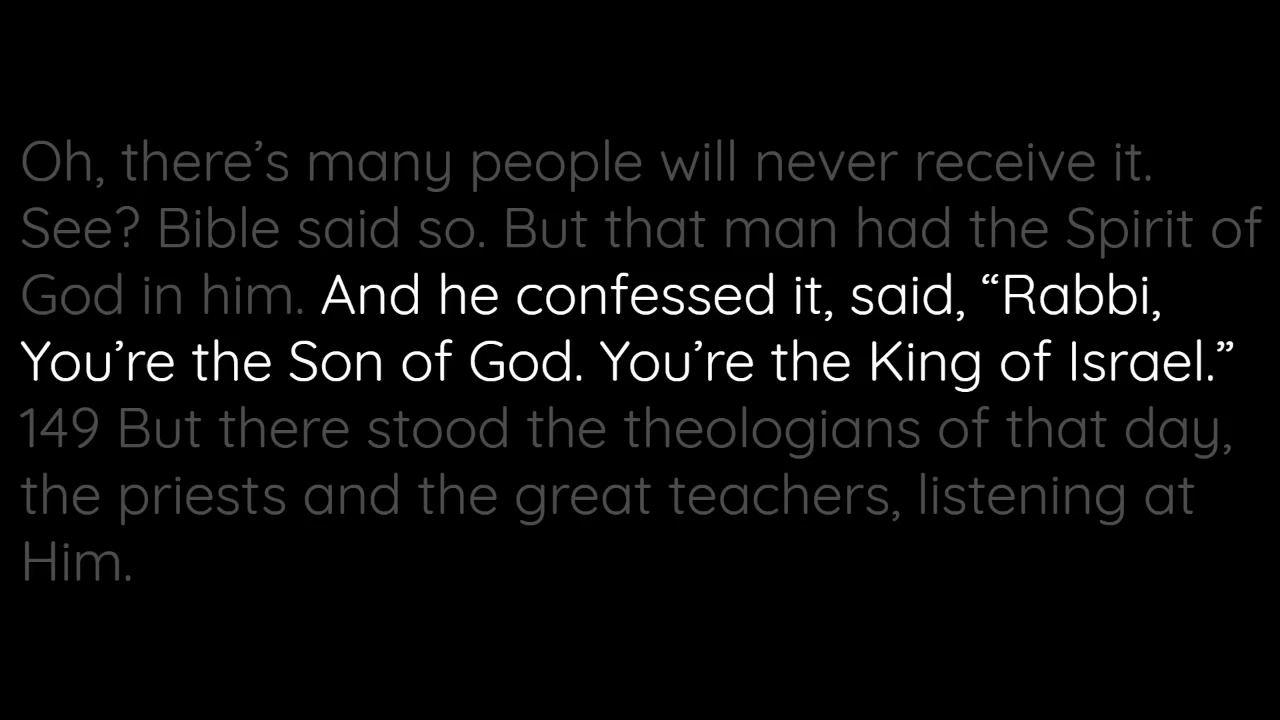 Oh, there’s many people will never receive it.
See? Bible said so. But that man had the Spirit of
God in him. And he confessed it, said, “Rabbi,
You’re the Son of God. You’re the King of Israel.”
149 But there stood the theologians of that day,
the priests and the great teachers, listening at
Him.